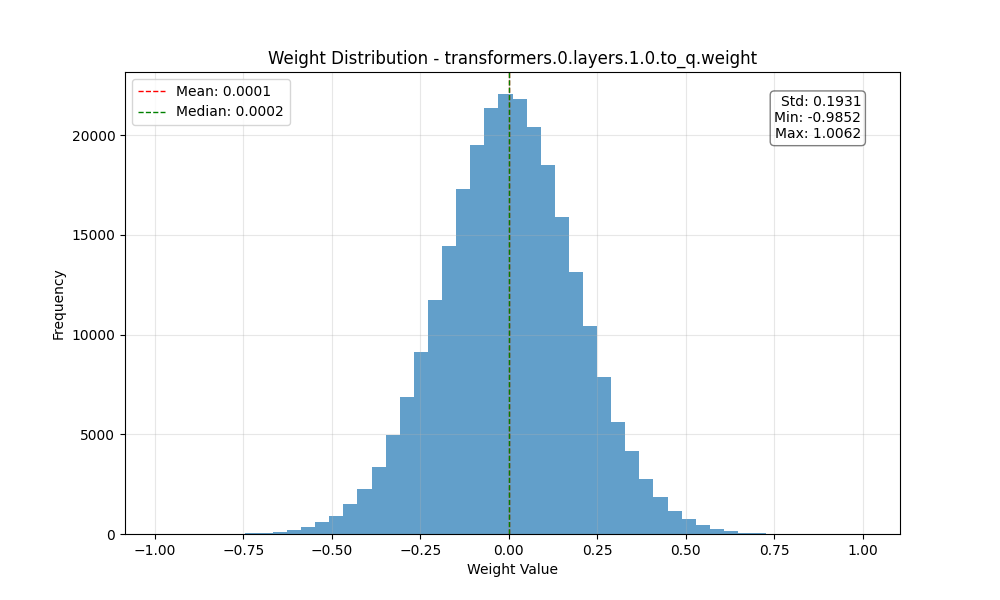 Weight Distribution - transformers.0.layers.1.0.to_q.weight
Mean: 0.0001
Median: 0.0002
Std: 0.1931
Min: -0.9852
Max: 1.0062
Frequency
20000
15000
10000
5000
0
−1.00 −0.75 −0.50 −0.25 0.00 0.25 0.50 0.75 1.00
Weight Value